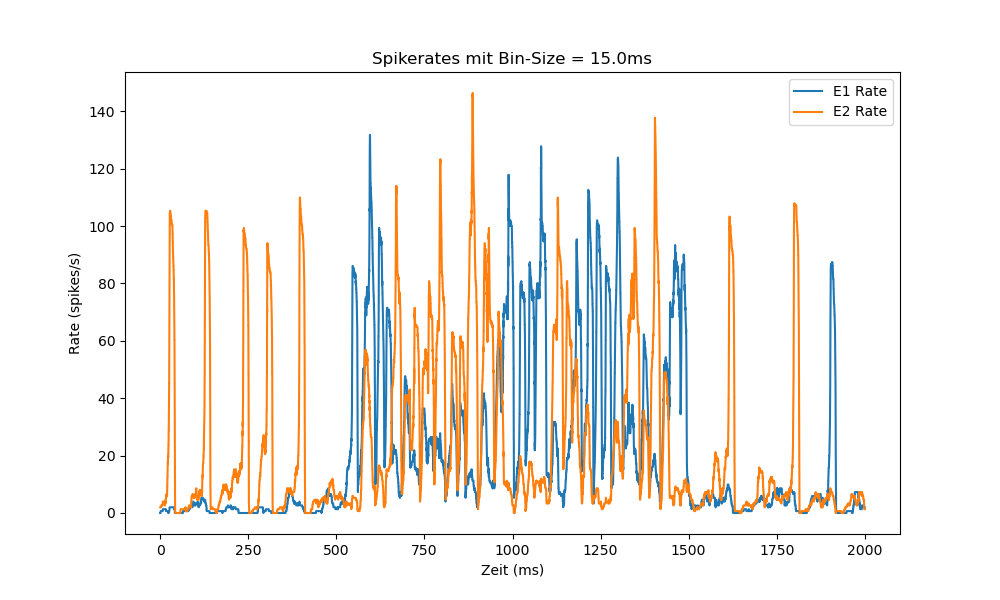 Spikerates mit Bin-Size = 15.0ms
E1 Rate
E2 Rate
140
120
100
80
60
40
20
0
Rate (spikes/s)
0 250 500 750 1000 1250 1500 1750 2000
Zeit (ms)